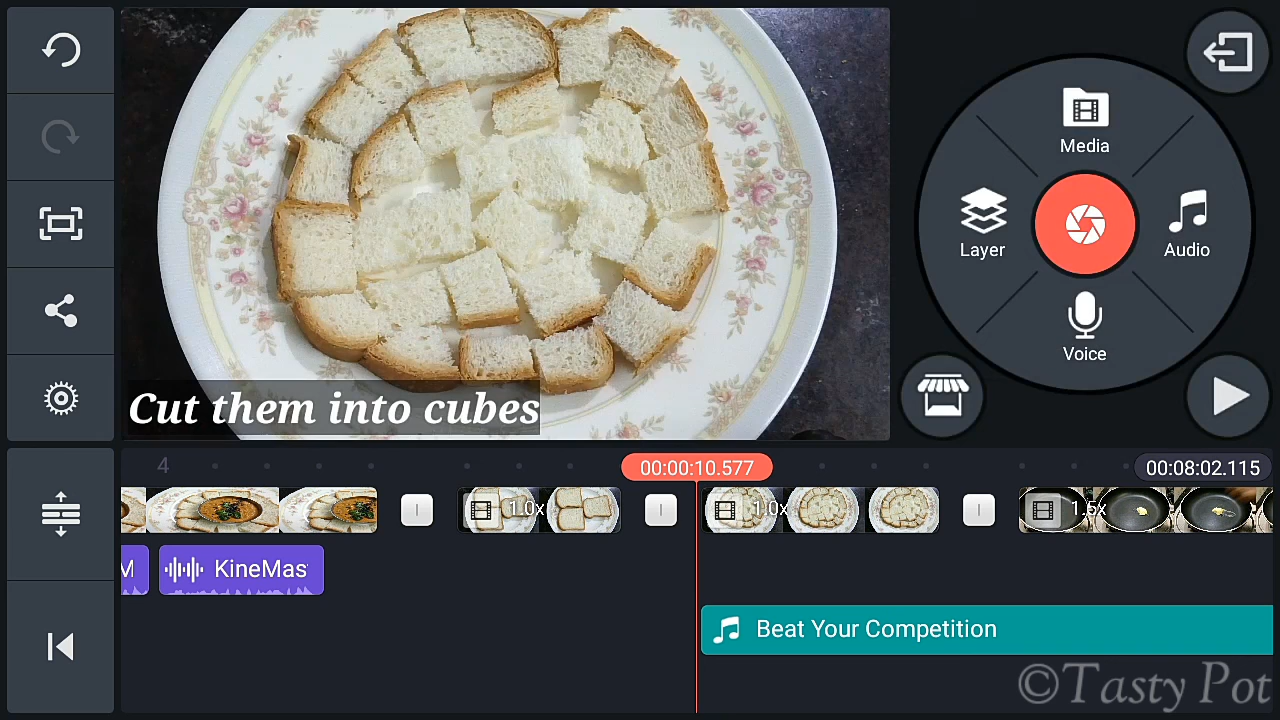 Media
Layer
Audio
Voice
Cut them into cubes
4
00:00:10.577
00:08:02.115
1.0x
1.0x
1.5x
M
KineMas
Beat Your Competition
©Tasty Pot